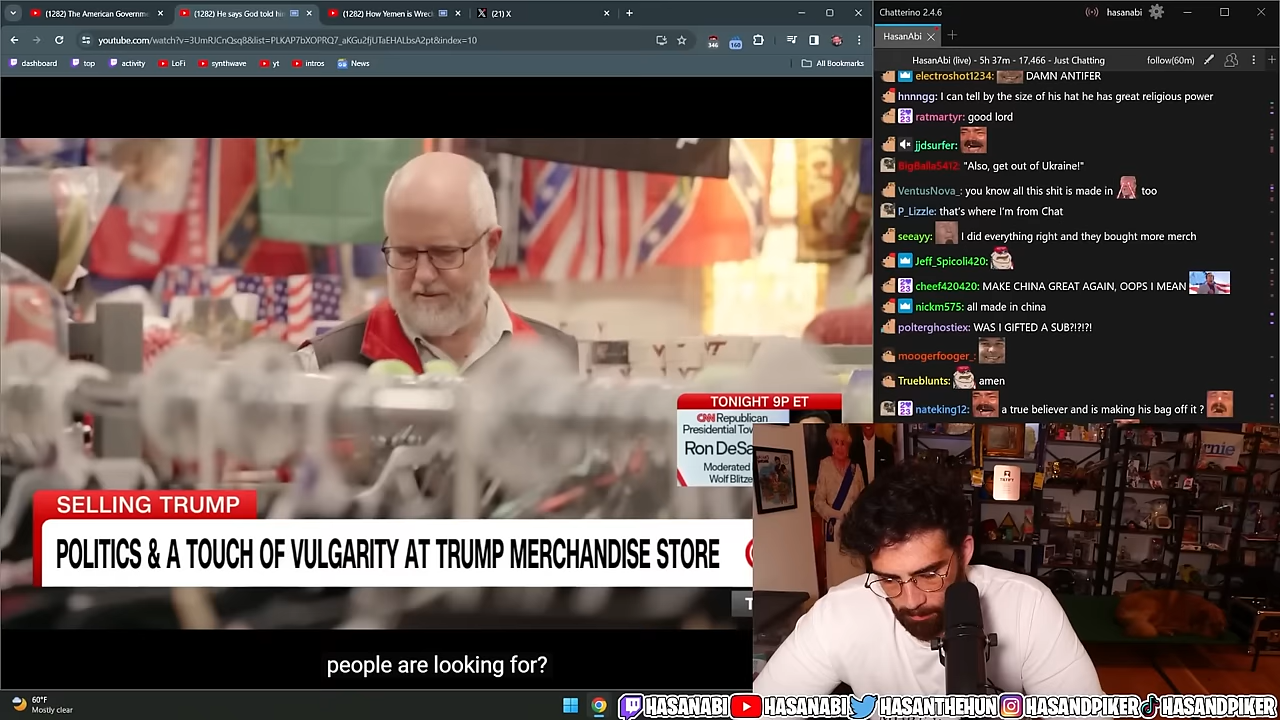 (1282) The American Governm
(1282) He says God told hi
(1282) How Yemen is Wrec
(21) X
youtube.com/watch?v=3UmRJCnQsq8&list=PLKAP7bXOPRQ7_aKGu2fjUTaEHALbsA2pt&index=10
346
160
dashboard
top
activity
LoFi
synthwave
yt
intros
News
All Bookmarks
SELLING TRUMP
POLITICS & A TOUCH OF VULGARITY AT TRUMP MERCHANDISE STORE
TONIGHT 9P ET
CNN Republican
Presidential Tow
Ron DeSa
Moderated
Wolf Blitze
people are looking for?
60°F
Mostly clear
Chatterino 2.4.6
hasanabi
HasanAbi
HasanAbi (live) - 5h 37m - 17,466 - Just Chatting
follow(60m)
electroshot1234: DAMN ANTIFER
hnnngg: I can tell by the size of his hat he has great religious power
ratmartyr: good lord
jjdsurfer:
BigBalla5412: "Also, get out of Ukraine!"
VentusNova_: you know all this shit is made in too
P_Lizzle: that's where I'm from Chat
seeayy: I did everything right and they bought more merch
Jeff_Spicoli420:
cheef420420: MAKE CHINA GREAT AGAIN, OOPS I MEAN
nickm575: all made in china
polterghostiex: WAS I GIFTED A SUB?!?!?!
moogerfooger_:
Trueblunts: amen
nateking12: a true believer and is making his bag off it ?
rnie
HASANABI
HASANABI
HASANTHEHUN
HASANDPIKER
HASANDPIKER